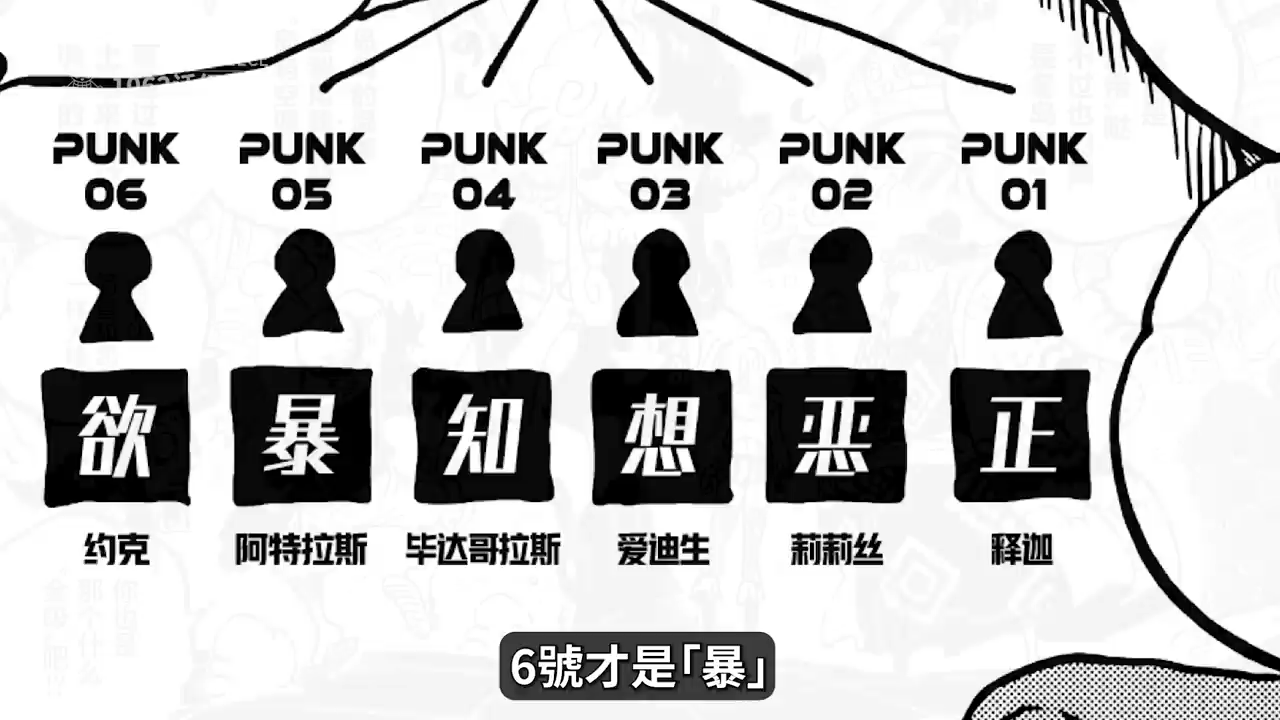 PUNK 06
PUNK 05
PUNK 04
PUNK 03
PUNK 02
PUNK 01
欲
暴
知
想
恶
正
约克
阿特拉斯
毕达哥拉斯
爱迪生
莉莉丝
释迦
6號才是「暴」